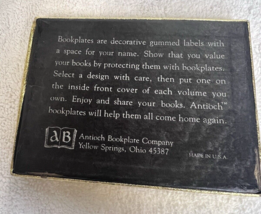 Bookplates are decorative gummed labels with
a space for your name. Show that you value
your books by protecting them with bookplates.
Select a design with care, then put one on
the inside front cover of each volume you
own. Enjoy and share your books. Antioch™
bookplates will help them all come home again.
AB
Antioch Bookplate Company
Yellow Springs, Ohio 45387
MADE IN U.S.A.